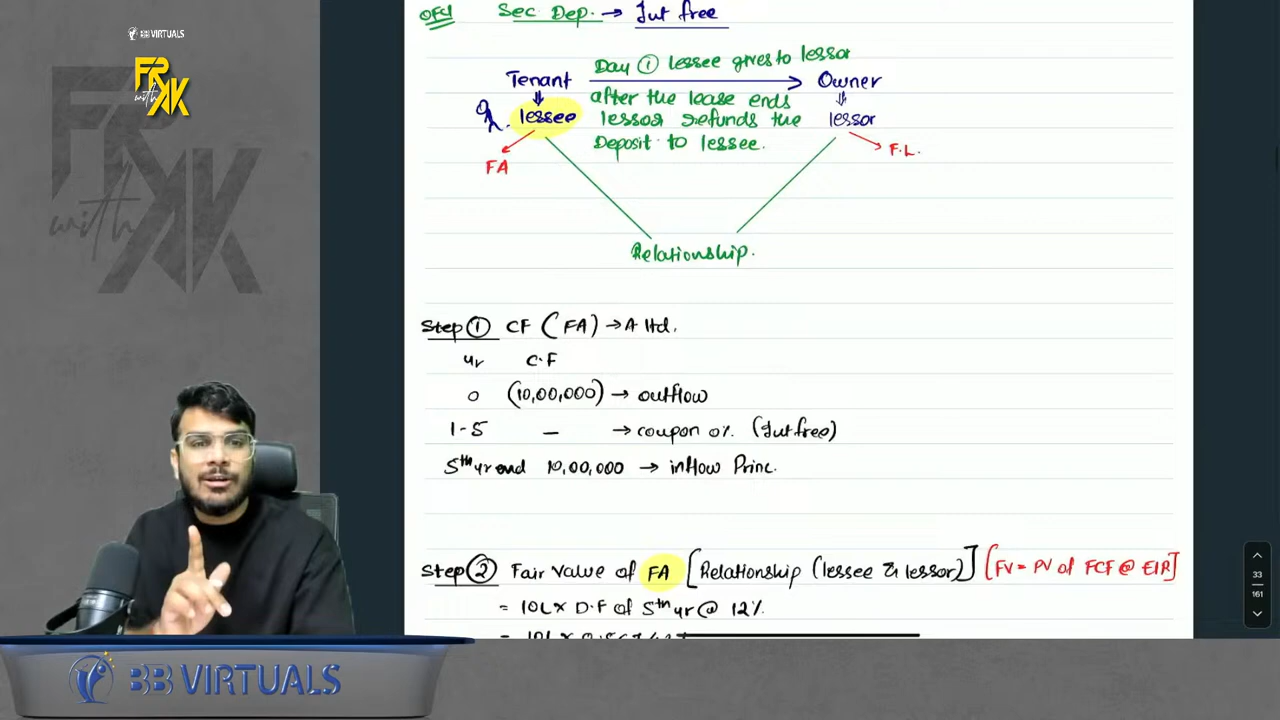 BB VIRTUALS
FR
with AK
FR
with AK
Sec. Dep. → Int free
Day ① lessee gives to lessor
Tenant
Owner
after the lease ends
Q. lessee
lessor refunds the
lessor
Deposit to lessee.
FA
F.L.
Relationship.
Step ① CF (FA) → A ltd.
yr C.F
0 (10,00,000) → outflow
1-5 — → coupon 0%. (Int free)
5th yr end 10,00,000 → inflow Princ.
Step ② Fair value of FA [Relationship (lessee & lessor)] [FV = PV of FCF @ EIR]
= 10L x D.F of 5th yr @ 12%.
33
161
BB VIRTUALS